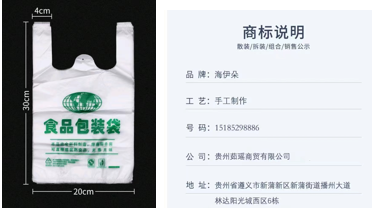 4cm
30cm
食品包装袋
20cm
商标说明
散装/拆装/组合/销售公示
品 牌：海伊朵
工 艺：手工制作
号 码：15185298886
公 司：贵州茹瑶商贸有限公司
地 址：贵州省遵义市新蒲新区新蒲街道播州大道
林达阳光城西区6栋